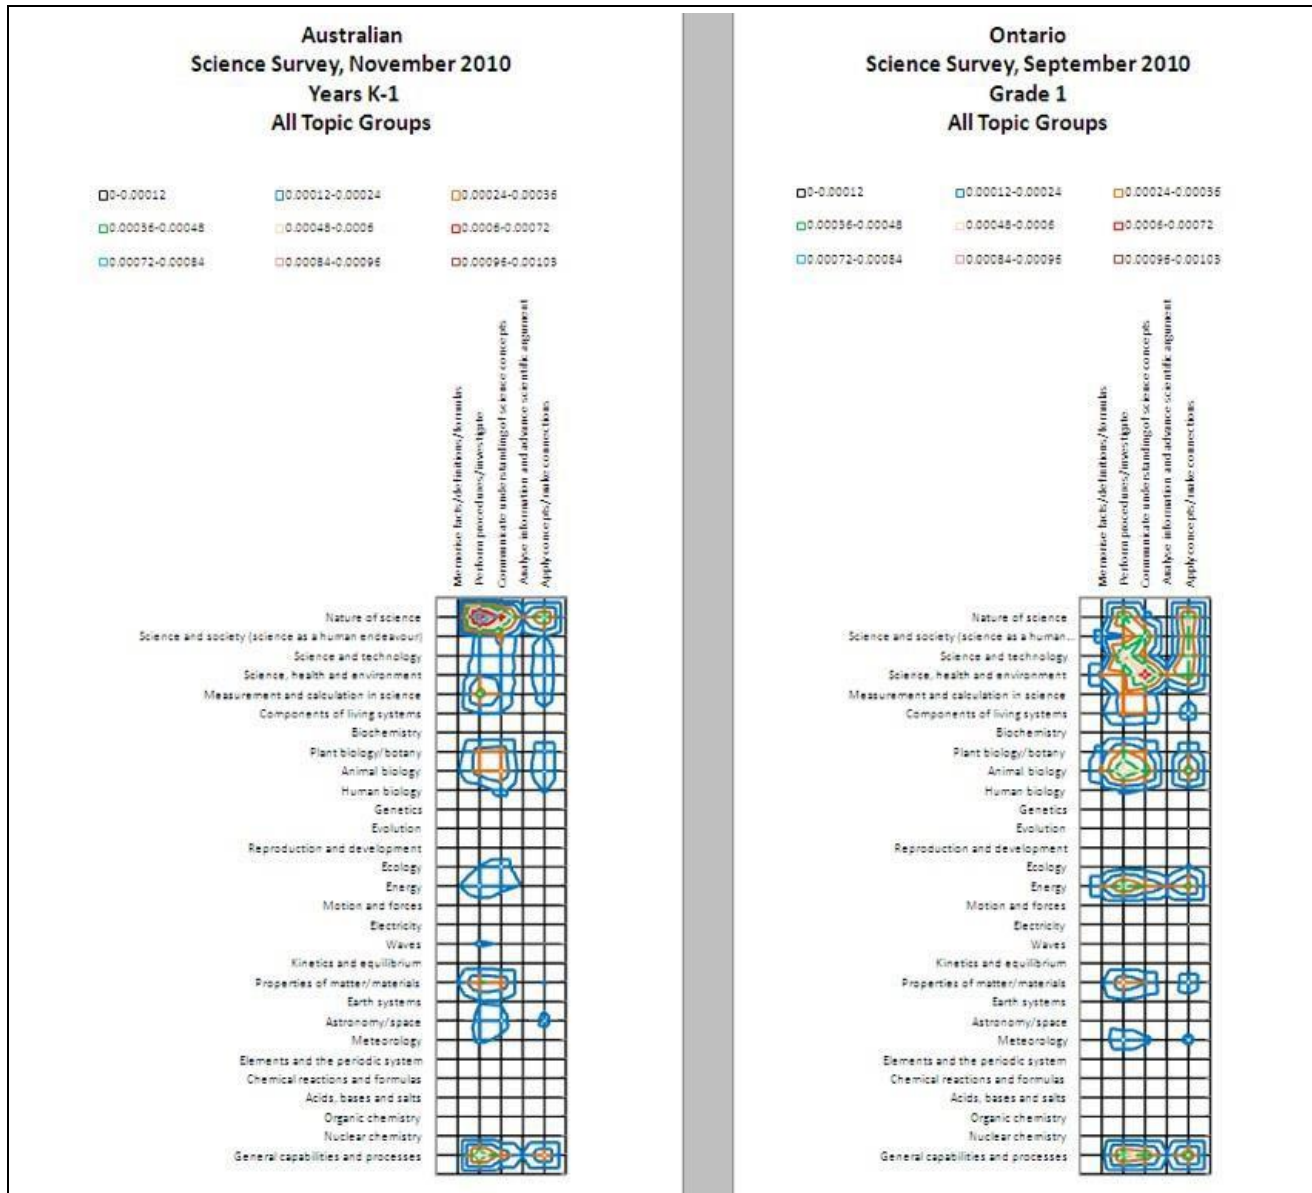 Australian
Science Survey, November 2010
Years K-1
All Topic Groups
0-0.00012
0.00012-0.00024
0.00024-0.00036
0.00036-0.00048
0.00048-0.0006
0.0006-0.00072
0.00072-0.00084
0.00084-0.00096
0.00096-0.00103
Memorise facts/definitions/formulas
Perform procedures/investigate
Communicate understanding of science concepts
Analyse information and advance scientific argument
Apply concepts/make connections
Nature of science
Science and society (science as a human endeavour)
Science and technology
Science, health and environment
Measurement and calculation in science
Components of living systems
Biochemistry
Plant biology/botany
Animal biology
Human biology
Genetics
Evolution
Reproduction and development
Ecology
Energy
Motion and forces
Electricity
Waves
Kinetics and equilibrium
Properties of matter/materials
Earth systems
Astronomy/space
Meteorology
Elements and the periodic system
Chemical reactions and formulas
Acids, bases and salts
Organic chemistry
Nuclear chemistry
General capabilities and processes
Ontario
Science Survey, September 2010
Grade 1
All Topic Groups
0-0.00012
0.00012-0.00024
0.00024-0.00036
0.00036-0.00048
0.00048-0.0006
0.0006-0.00072
0.00072-0.00084
0.00084-0.00096
0.00096-0.00103
Memorise facts/definitions/formulas
Perform procedures/investigate
Communicate understanding of science concepts
Analyse information and advance scientific argument
Apply concepts/make connections
Nature of science
Science and society (science as a human...
Science and technology
Science, health and environment
Measurement and calculation in science
Components of living systems
Biochemistry
Plant biology/botany
Animal biology
Human biology
Genetics
Evolution
Reproduction and development
Ecology
Energy
Motion and forces
Electricity
Waves
Kinetics and equilibrium
Properties of matter/materials
Earth systems
Astronomy/space
Meteorology
Elements and the periodic system
Chemical reactions and formulas
Acids, bases and salts
Organic chemistry
Nuclear chemistry
General capabilities and processes